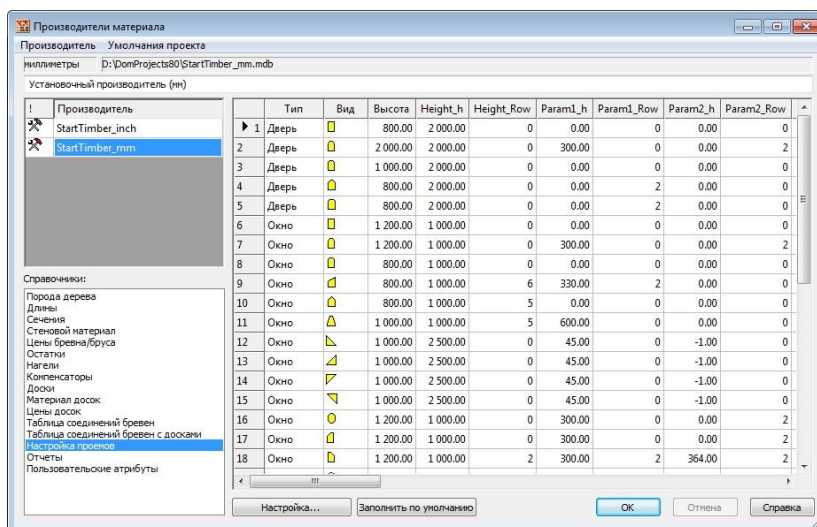 Производители материала
Производитель Умолчания проекта
миллиметры D:\DomProjects80\StartTimber_mm.mdb
Установочный производитель (мм)
! Производитель
StartTimber_inch
StartTimber_mm
Справочники:
Порода дерева
Длины
Сечения
Стеновой материал
Цены бревна/бруса
Остатки
Нагели
Компенсаторы
Доски
Материал досок
Цены досок
Таблица соединений бревен
Таблица соединений бревен с досками
Настройка проемов
Отчеты
Пользовательские атрибуты
Тип Вид Высота Height_h Height_Row Param1_h Param1_Row Param2_h Param2_Row
1 Дверь 800.00 2 000.00 0 0.00 0 0.00 0
2 Дверь 2 000.00 2 000.00 0 300.00 0 0.00 2
3 Дверь 1 000.00 2 000.00 0 0.00 0 0.00 0
4 Дверь 800.00 2 000.00 0 0.00 2 0.00 0
5 Дверь 800.00 2 000.00 0 0.00 2 0.00 0
6 Окно 1 200.00 1 000.00 0 0.00 0 0.00 0
7 Окно 1 200.00 1 000.00 0 300.00 0 0.00 2
8 Окно 800.00 1 000.00 0 0.00 0 0.00 0
9 Окно 800.00 1 000.00 6 330.00 2 0.00 0
10 Окно 800.00 1 000.00 5 0.00 0 0.00 0
11 Окно 1 000.00 1 000.00 5 600.00 0 0.00 0
12 Окно 1 000.00 2 500.00 0 45.00 0 -1.00 0
13 Окно 1 000.00 2 500.00 0 45.00 0 -1.00 0
14 Окно 1 000.00 2 500.00 0 45.00 0 -1.00 0
15 Окно 1 000.00 2 500.00 0 45.00 0 -1.00 0
16 Окно 1 200.00 1 000.00 0 300.00 0 0.00 2
17 Окно 1 200.00 1 000.00 0 300.00 0 0.00 2
18 Окно 1 200.00 1 000.00 2 300.00 2 364.00 2
Настройка... Заполнить по умолчанию ОК Отмена Справка